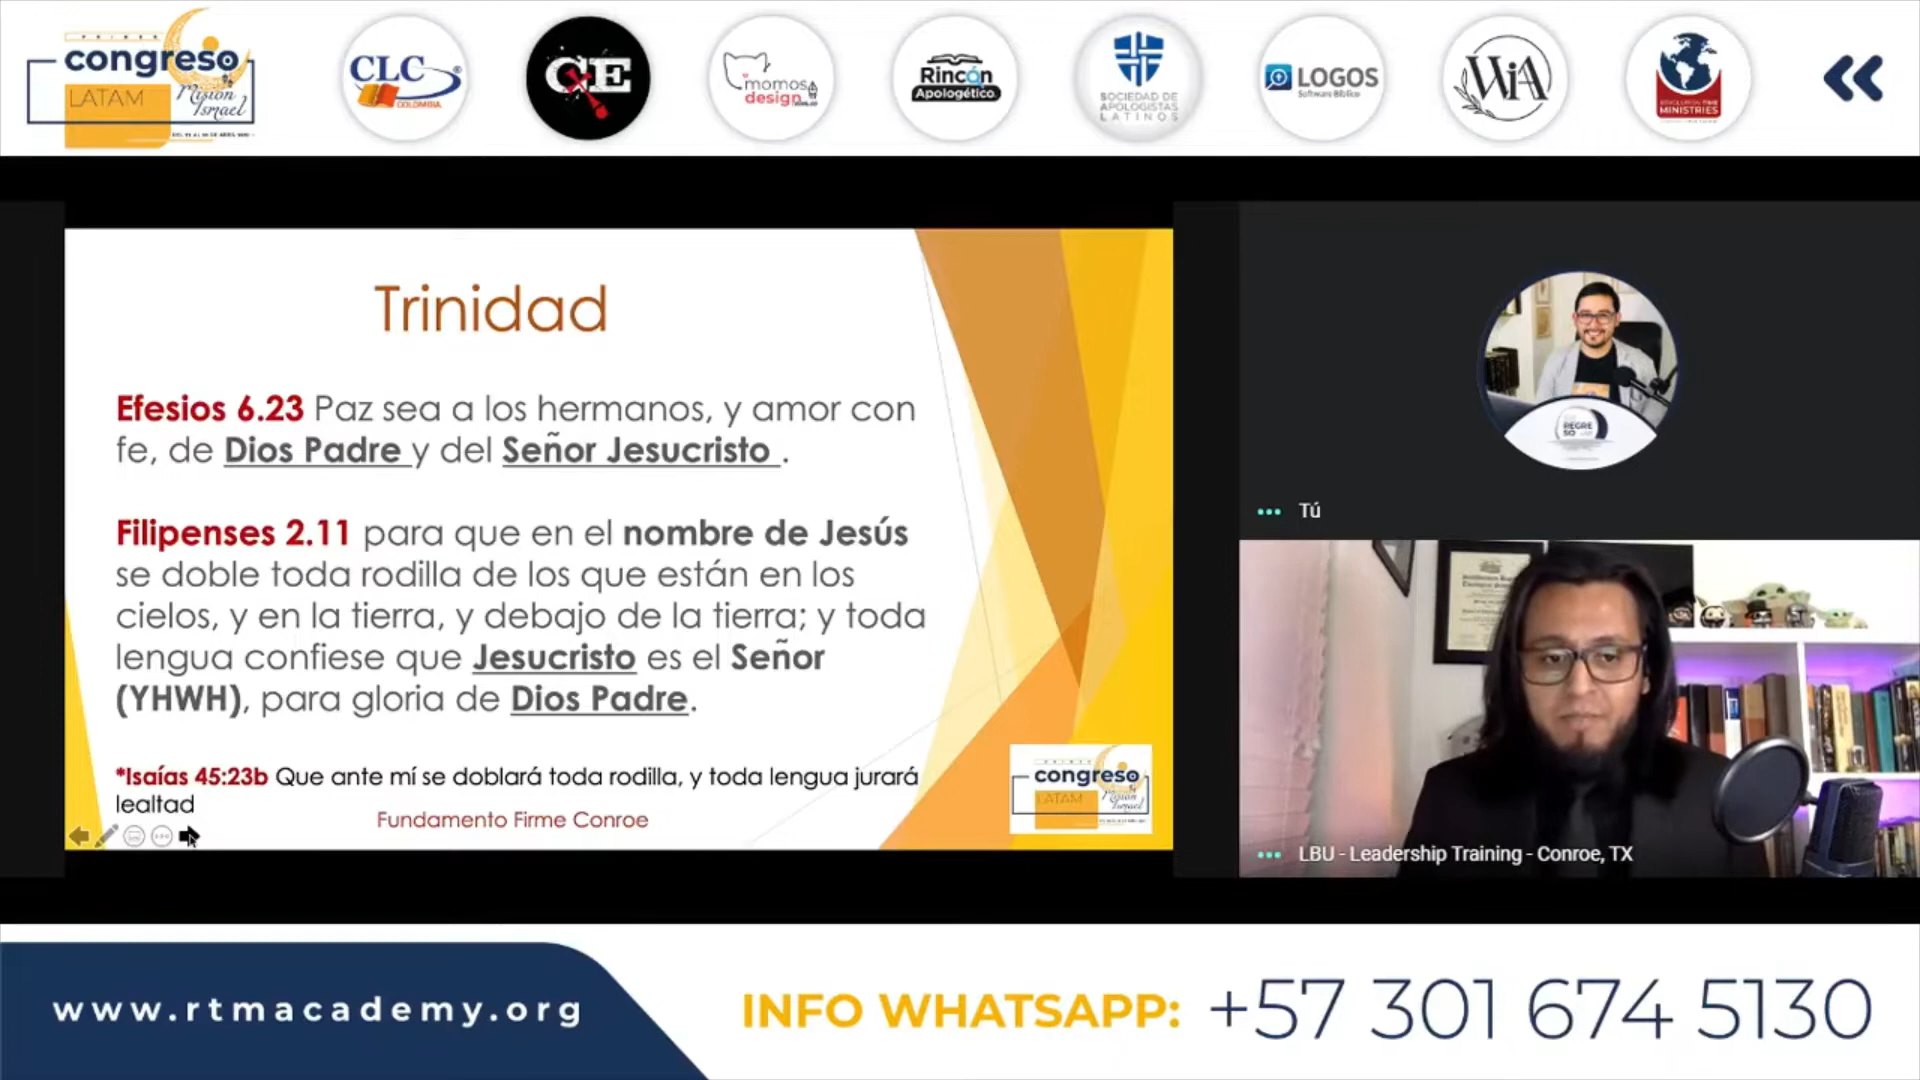 PRIMER
congreso
LATAM Misión
Israel
CLC
COLOMBIA
CE
momos
design
Rincón
Apologético
SOCIEDAD DE
APOLOGISTAS
LATINOS
LOGOS
Software Bíblico
WiA
MINISTRIES
Trinidad
Efesios 6.23 Paz sea a los hermanos, y amor con
fe, de Dios Padre y del Señor Jesucristo .
Filipenses 2.11 para que en el nombre de Jesús
se doble toda rodilla de los que están en los
cielos, y en la tierra, y debajo de la tierra; y toda
lengua confiese que Jesucristo es el Señor
(YHWH), para gloria de Dios Padre.
*Isaías 45:23b Que ante mí se doblará toda rodilla, y toda lengua jurará
lealtad
Fundamento Firme Conroe
congreso
LATAM Misión
Israel
REGRE
SO
Tú
LBU - Leadership Training - Conroe, TX
www.rtmacademy.org
INFO WHATSAPP: +57 301 674 5130